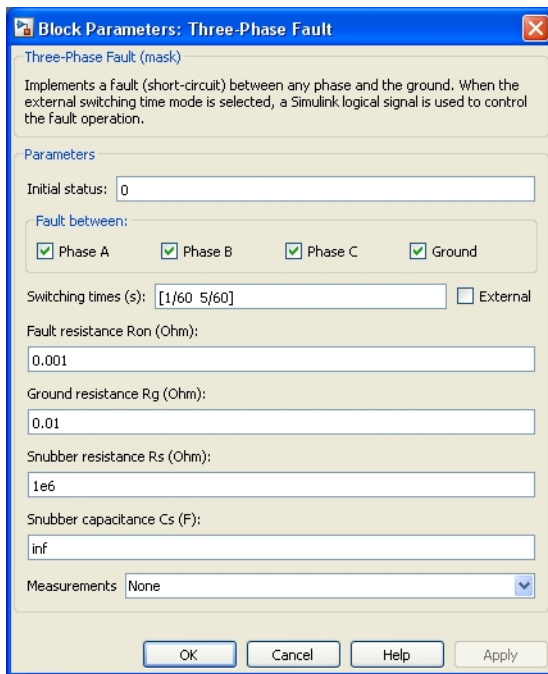 Block Parameters: Three-Phase Fault
Three-Phase Fault (mask)
Implements a fault (short-circuit) between any phase and the ground. When the
external switching time mode is selected, a Simulink logical signal is used to control
the fault operation.
Parameters
Initial status: 0
Fault between:
Phase A Phase B Phase C Ground
Switching times (s): [1/60 5/60] External
Fault resistance Ron (Ohm):
0.001
Ground resistance Rg (Ohm):
0.01
Snubber resistance Rs (Ohm):
1e6
Snubber capacitance Cs (F):
inf
Measurements None
OK Cancel Help Apply